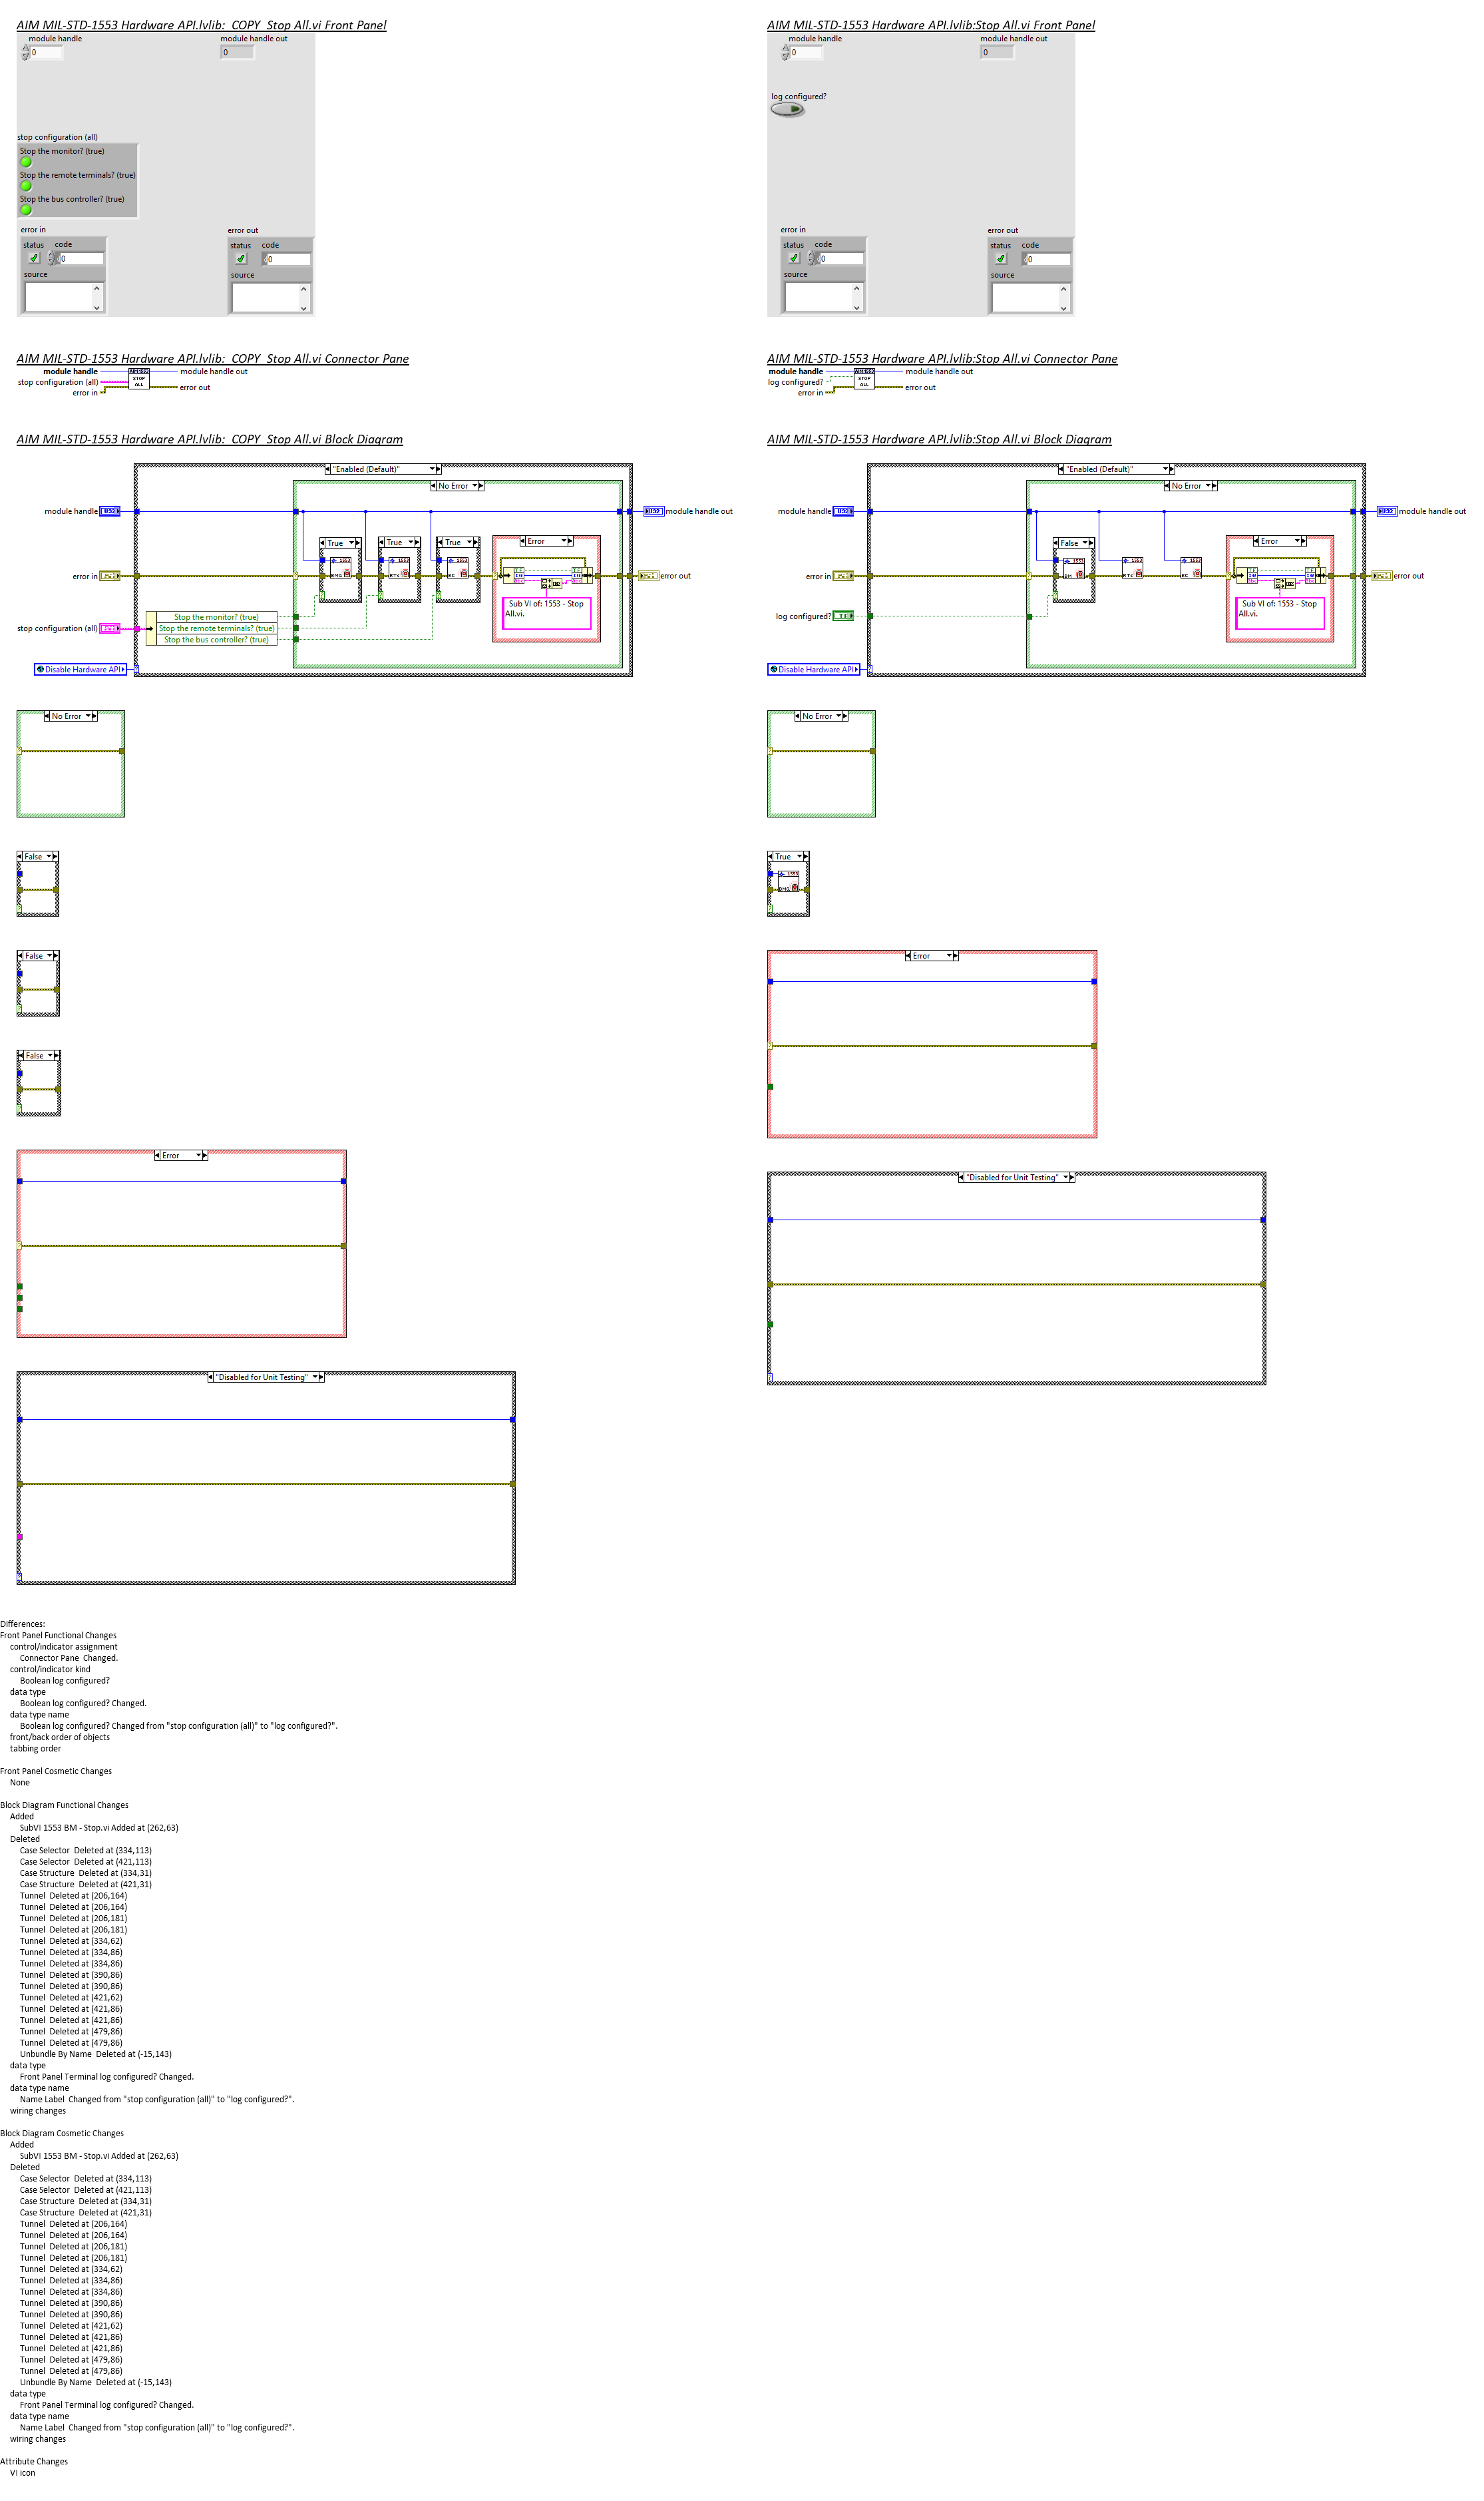 AIM MIL-STD-1553 Hardware API.lvlib:_COPY_Stop All.vi Front Panel
module handle
0
module handle out
0
stop configuration (all)
Stop the monitor? (true)
Stop the remote terminals? (true)
Stop the bus controller? (true)
error in
status code
0
source
error out
status code
0
source
AIM MIL-STD-1553 Hardware API.lvlib:Stop All.vi Front Panel
module handle
0
module handle out
0
log configured?
error in
status code
0
source
error out
status code
0
source
AIM MIL-STD-1553 Hardware API.lvlib:_COPY_Stop All.vi Connector Pane
module handle
stop configuration (all)
error in
STOP
ALL
module handle out
error out
AIM MIL-STD-1553 Hardware API.lvlib:Stop All.vi Connector Pane
module handle
log configured?
error in
STOP
ALL
module handle out
error out
AIM MIL-STD-1553 Hardware API.lvlib:_COPY_Stop All.vi Block Diagram
"Enabled (Default)"
No Error
module handle
U32
U32
module handle out
True
True
True
Error
1553
1553
1553
error in
error out
Sub VI of: 1553 - Stop
All.vi.
stop configuration (all)
Stop the monitor? (true)
Stop the remote terminals? (true)
Stop the bus controller? (true)
Disable Hardware API
No Error
False
False
False
Error
"Disabled for Unit Testing"
AIM MIL-STD-1553 Hardware API.lvlib:Stop All.vi Block Diagram
"Enabled (Default)"
No Error
module handle
U32
U32
module handle out
False
Error
1553
1553
1553
error in
error out
Sub VI of: 1553 - Stop
All.vi.
log configured?
TF
Disable Hardware API
No Error
True
1553
Error
"Disabled for Unit Testing"
Differences:
Front Panel Functional Changes
control/indicator assignment
Connector Pane  Changed.
control/indicator kind
Boolean log configured?
data type
Boolean log configured? Changed.
data type name
Boolean log configured? Changed from "stop configuration (all)" to "log configured?".
front/back order of objects
tabbing order
Front Panel Cosmetic Changes
None
Block Diagram Functional Changes
Added
SubVI 1553 BM - Stop.vi Added at (262,63)
Deleted
Case Selector  Deleted at (334,113)
Case Selector  Deleted at (421,113)
Case Structure  Deleted at (334,31)
Case Structure  Deleted at (421,31)
Tunnel  Deleted at (206,164)
Tunnel  Deleted at (206,164)
Tunnel  Deleted at (206,181)
Tunnel  Deleted at (206,181)
Tunnel  Deleted at (334,62)
Tunnel  Deleted at (334,86)
Tunnel  Deleted at (334,86)
Tunnel  Deleted at (390,86)
Tunnel  Deleted at (390,86)
Tunnel  Deleted at (421,62)
Tunnel  Deleted at (421,86)
Tunnel  Deleted at (421,86)
Tunnel  Deleted at (479,86)
Tunnel  Deleted at (479,86)
Unbundle By Name  Deleted at (-15,143)
data type
Front Panel Terminal log configured? Changed.
data type name
Name Label  Changed from "stop configuration (all)" to "log configured?".
wiring changes
Block Diagram Cosmetic Changes
Added
SubVI 1553 BM - Stop.vi Added at (262,63)
Deleted
Case Selector  Deleted at (334,113)
Case Selector  Deleted at (421,113)
Case Structure  Deleted at (334,31)
Case Structure  Deleted at (421,31)
Tunnel  Deleted at (206,164)
Tunnel  Deleted at (206,164)
Tunnel  Deleted at (206,181)
Tunnel  Deleted at (206,181)
Tunnel  Deleted at (334,62)
Tunnel  Deleted at (334,86)
Tunnel  Deleted at (334,86)
Tunnel  Deleted at (390,86)
Tunnel  Deleted at (390,86)
Tunnel  Deleted at (421,62)
Tunnel  Deleted at (421,86)
Tunnel  Deleted at (421,86)
Tunnel  Deleted at (479,86)
Tunnel  Deleted at (479,86)
Unbundle By Name  Deleted at (-15,143)
data type
Front Panel Terminal log configured? Changed.
data type name
Name Label  Changed from "stop configuration (all)" to "log configured?".
wiring changes
Attribute Changes
VI icon